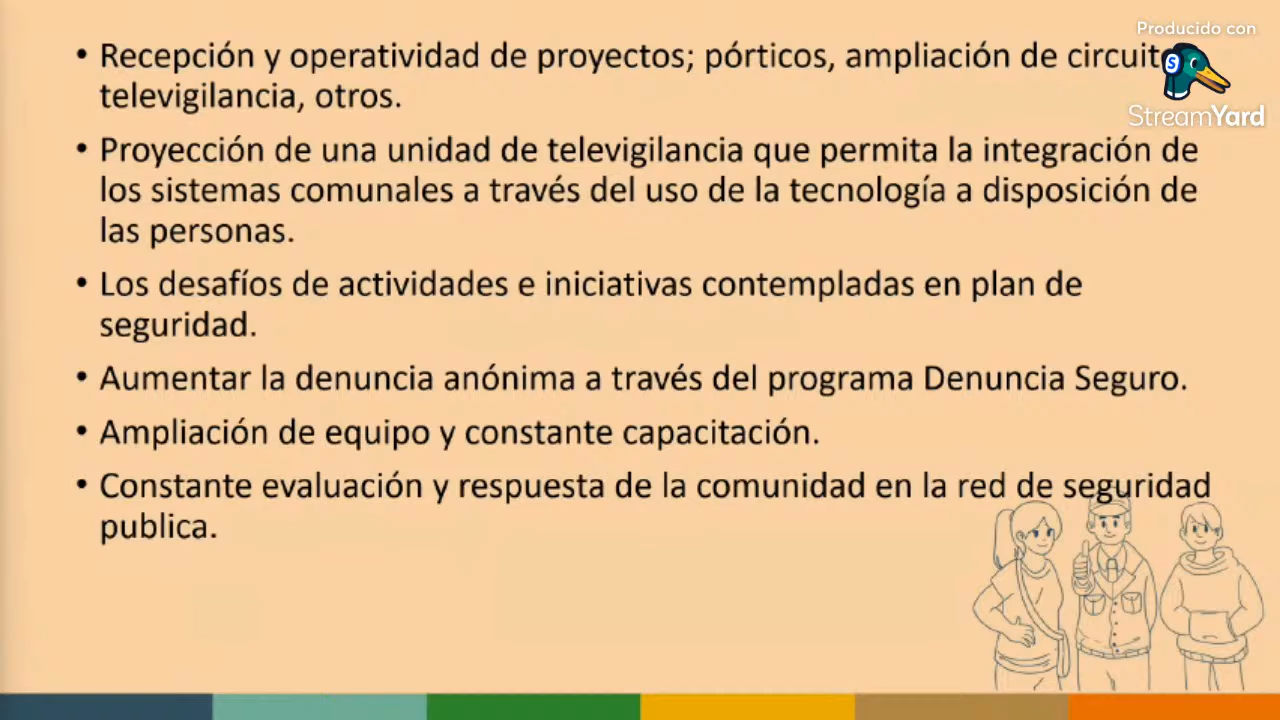 Producido con
StreamYard
• Recepción y operatividad de proyectos; pórticos, ampliación de
televigilancia, otros.
• Proyección de una unidad de televigilancia que permita la integración de
los sistemas comunales a través del uso de la tecnología a disposición de
las personas.
• Los desafíos de actividades e iniciativas contempladas en plan de
seguridad.
• Aumentar la denuncia anónima a través del programa Denuncia Seguro.
• Ampliación de equipo y constante capacitación.
• Constante evaluación y respuesta de la comunidad en la red de seguridad
publica.